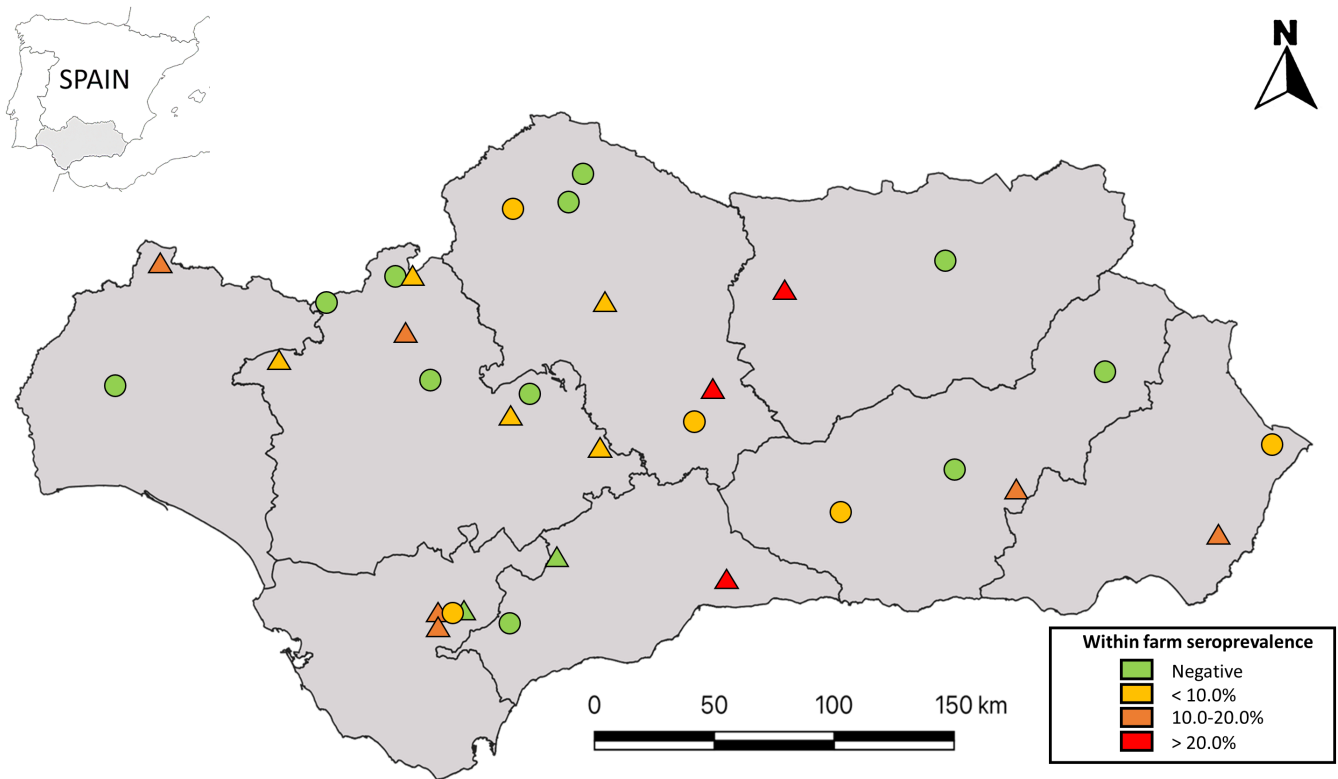 SPAIN
N
Within farm seroprevalence
Negative
< 10.0%
10.0-20.0%
> 20.0%
0 50 100 150 km